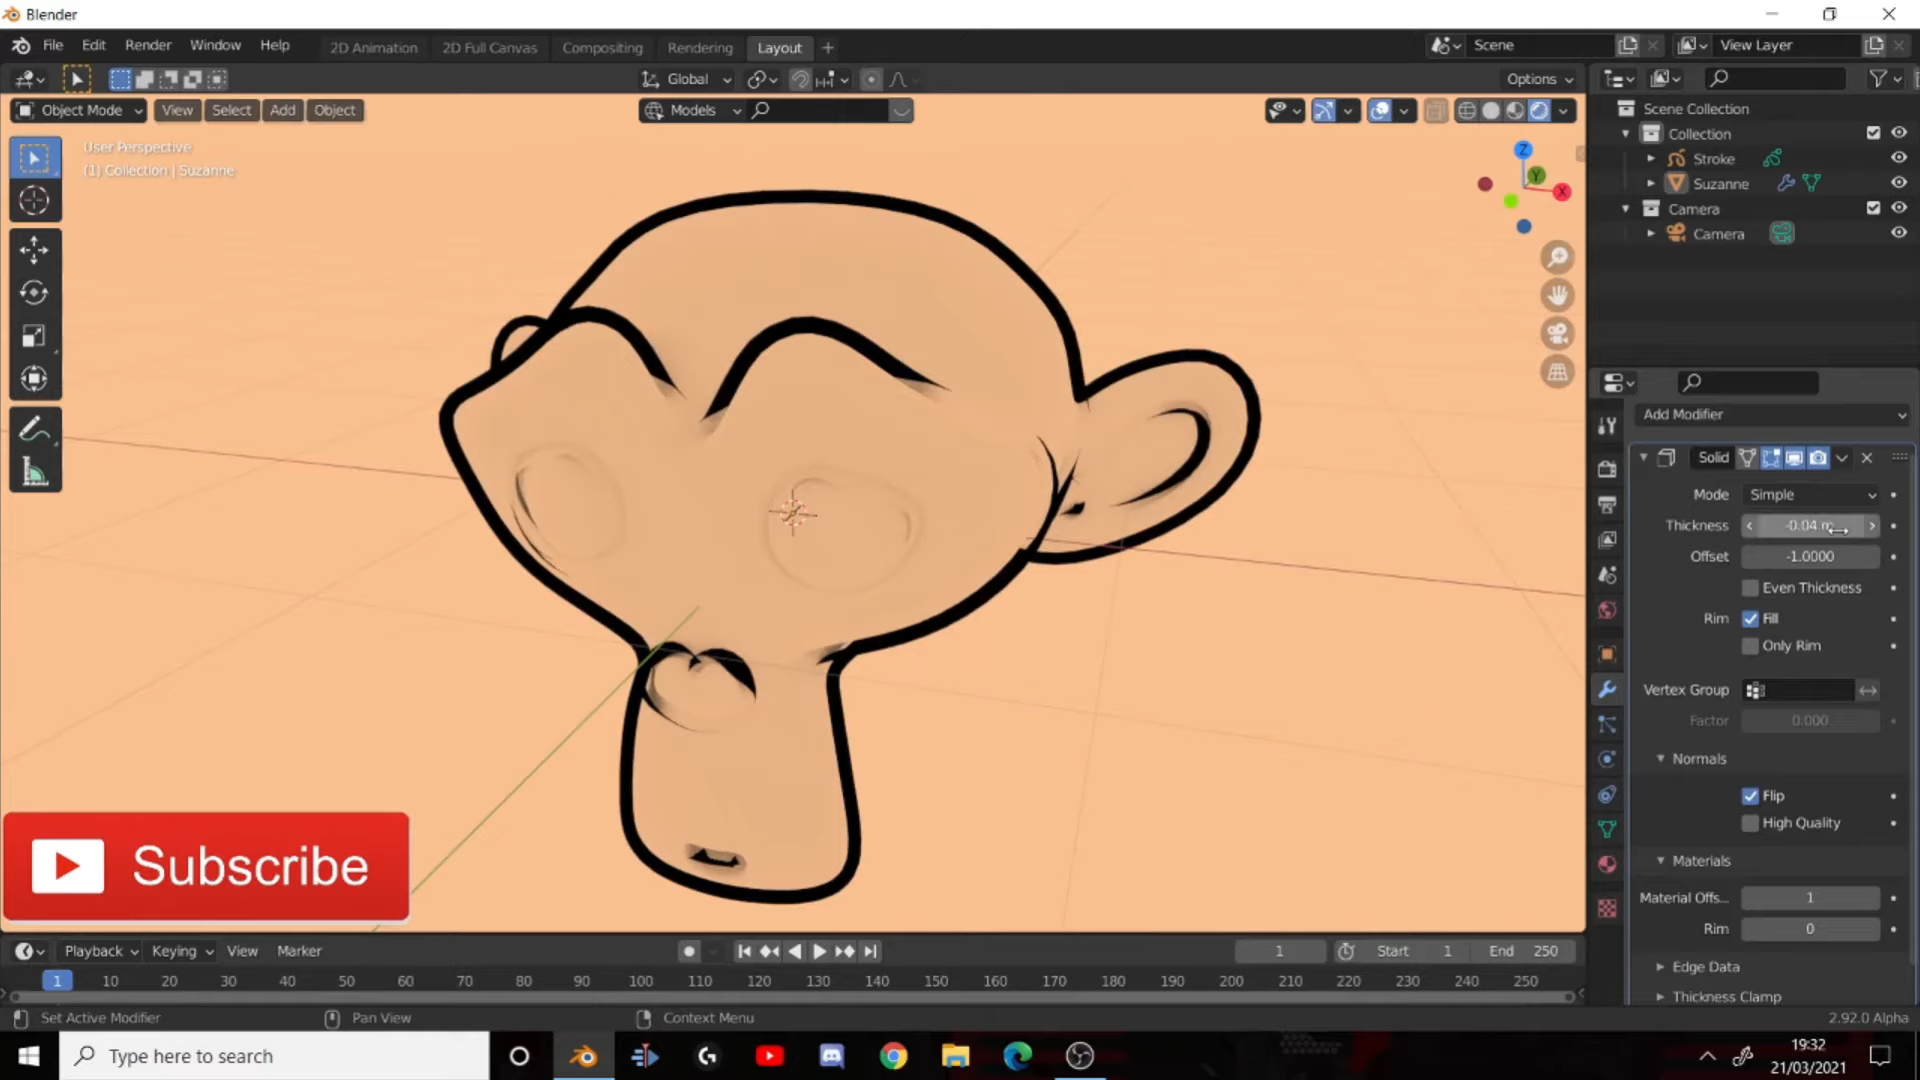 Blender
File Edit Render Window Help 2D Animation 2D Full Canvas Compositing Rendering Layout + Scene View Layer
Global Options
Object Mode View Select Add Object Models
User Perspective
(1) Collection | Suzanne
Z
Y
X
Scene Collection
Collection
Stroke
Suzanne
Camera
Camera
Add Modifier
Solid
Mode Simple
Thickness -0.04 m
Offset -1.0000
Even Thickness
Rim Fill
Only Rim
Vertex Group
Factor 0.000
Normals
Flip
High Quality
Materials
Material Offs... 1
Rim 0
Edge Data
Thickness Clamp
Subscribe
Playback Keying View Marker 1 Start 1 End 250
1 10 20 30 40 50 60 70 80 90 100 110 120 130 140 150 160 170 180 190 200 210 220 230 240 250
Set Active Modifier Pan View Context Menu 2.92.0 Alpha
Type here to search
19:32
21/03/2021